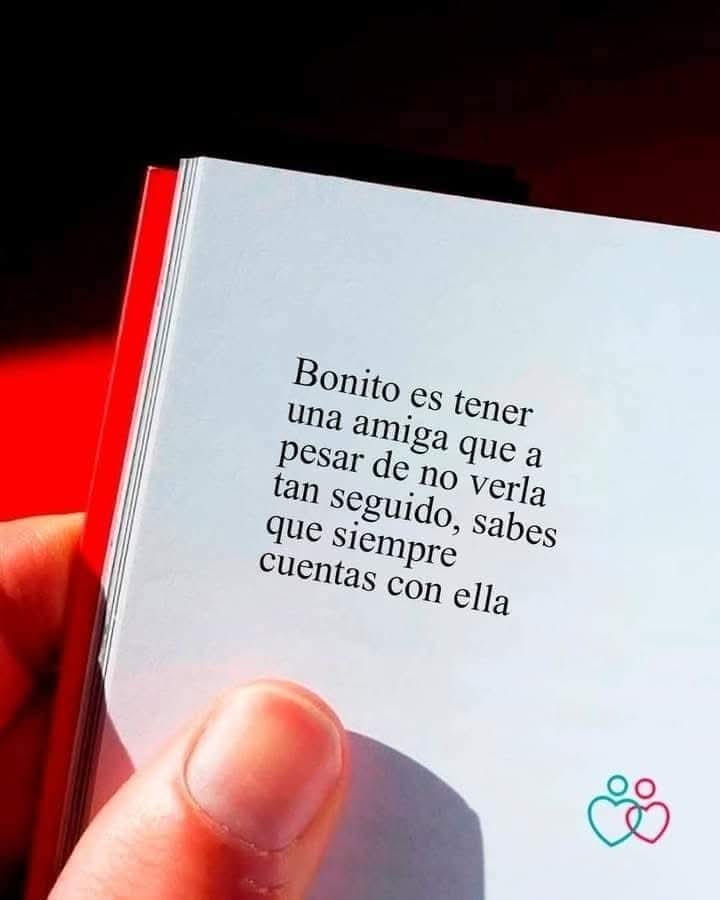 Bonito es tener
una amiga que a
pesar de no verla
tan seguido, sabes
que siempre
cuentas con ella